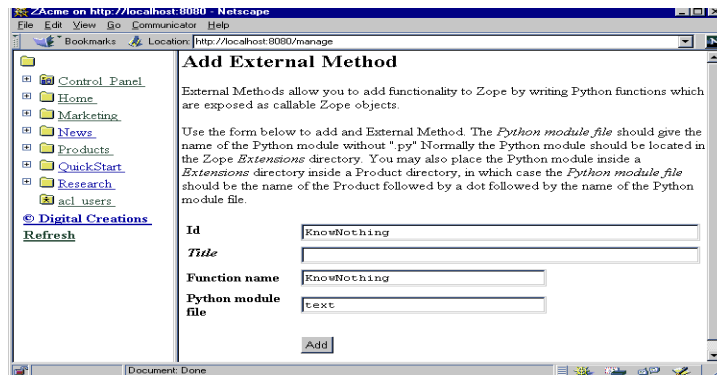 ZAcme on http://localhost:8080 - Netscape
File Edit View Go Communicator Help
Bookmarks Location: http://localhost:8080/manage
Control_Panel
Home
Marketing
News
Products
QuickStart
Research
acl_users
© Digital Creations
Refresh
Add External Method
External Methods allow you to add functionality to Zope by writing Python functions which
are exposed as callable Zope objects.
Use the form below to add and External Method. The Python module file should give the
name of the Python module without ".py" Normally the Python module should be located in
the Zope Extensions directory. You may also place the Python module inside a
Extensions directory inside a Product directory, in which case the Python module file
should be the name of the Product followed by a dot followed by the name of the Python
module file.
Id KnowNothing
Title
Function name KnowNothing
Python module
file text
Add
Document: Done